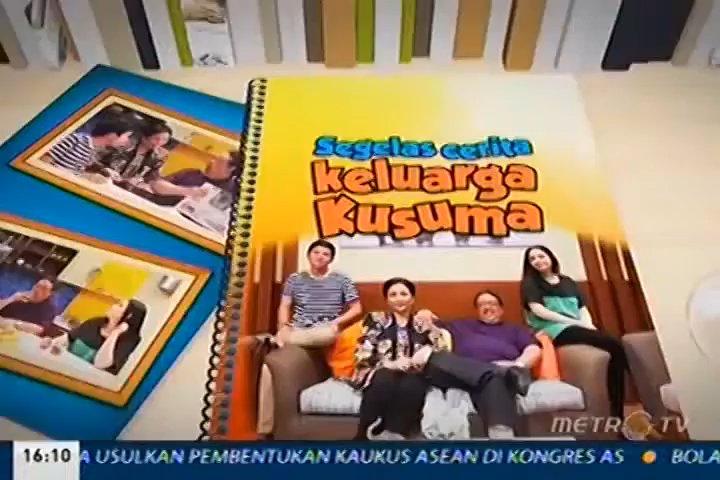 Segelas cerita
keluarga
Kusuma
METRO TV
16:10 A USULKAN PEMBENTUKAN KAUKUS ASEAN DI KONGRES AS BOLA